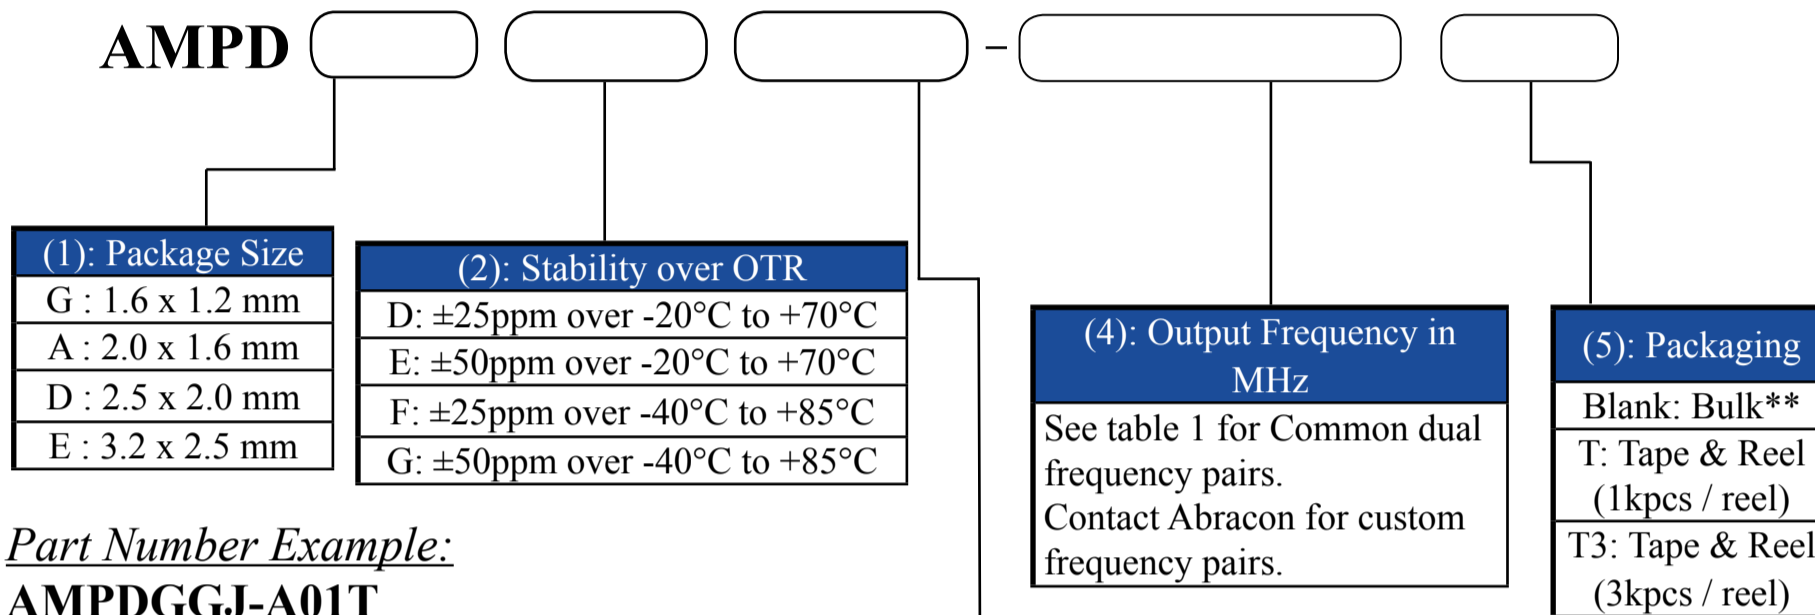 AMPD –
(1): Package Size
G : 1.6 x 1.2 mm
A : 2.0 x 1.6 mm
D : 2.5 x 2.0 mm
E : 3.2 x 2.5 mm
(2): Stability over OTR
D: ±25ppm over -20°C to +70°C
E: ±50ppm over -20°C to +70°C
F: ±25ppm over -40°C to +85°C
G: ±50ppm over -40°C to +85°C
(4): Output Frequency in
MHz
See table 1 for Common dual
frequency pairs.
Contact Abracon for custom
frequency pairs.
(5): Packaging
Blank: Bulk**
T: Tape & Reel
(1kpcs / reel)
T3: Tape & Reel
(3kpcs / reel)
Part Number Example:
AMPDGGJ-A01T